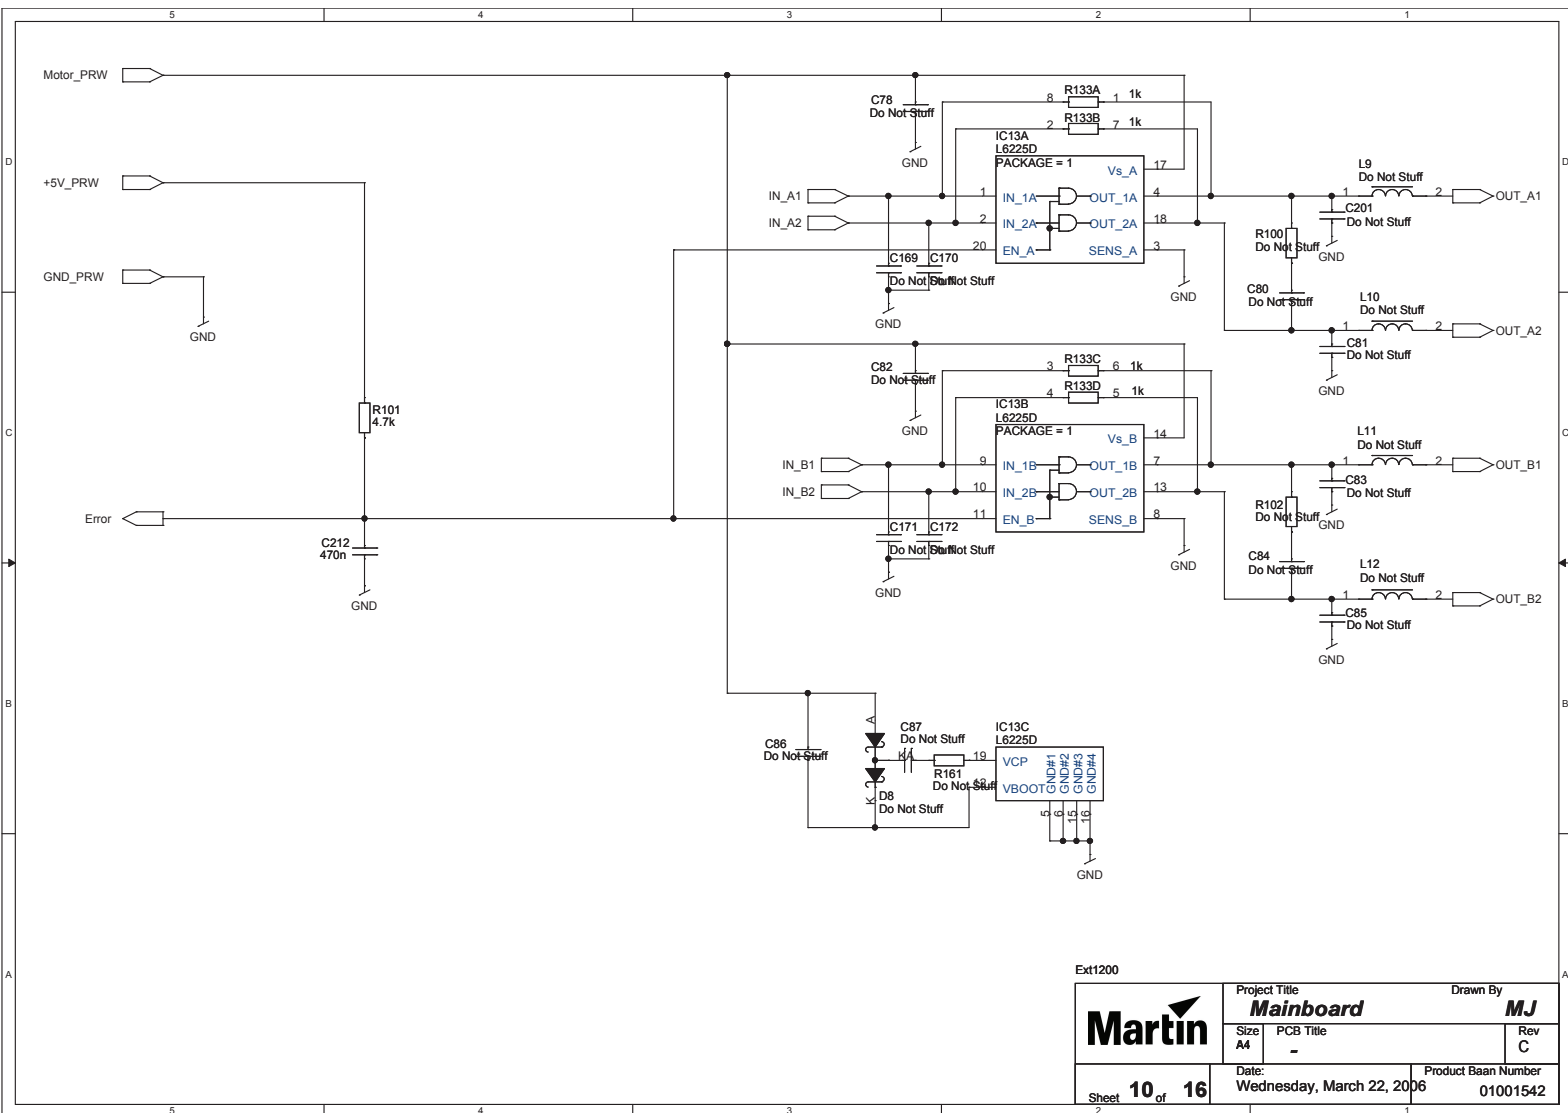 5 4 3 2 1
Motor_PRW
+5V_PRW
GND_PRW
GND
R101
4.7k
Error
C212
470n
GND
C78
Do Not Stuff
GND
8 R133A 1 1k
2 R133B 7 1k
IC13A
L6225D
PACKAGE = 1
Vs_A 17
IN_A1 1 IN_1A OUT_1A 4
IN_A2 2 IN_2A OUT_2A 18
20 EN_A SENS_A 3
GND
C169
Do Not Stuff
C170
Do Not Stuff
GND
L9
Do Not Stuff
1 2 OUT_A1
C201
Do Not Stuff
GND
R100
Do Not Stuff
C80
Do Not Stuff
L10
Do Not Stuff
1 2 OUT_A2
C81
Do Not Stuff
GND
C82
Do Not Stuff
GND
3 R133C 6 1k
4 R133D 5 1k
IC13B
L6225D
PACKAGE = 1
Vs_B 14
IN_B1 9 IN_1B OUT_1B 7
IN_B2 10 IN_2B OUT_2B 13
11 EN_B SENS_B 8
GND
C171
Do Not Stuff
C172
Do Not Stuff
GND
L11
Do Not Stuff
1 2 OUT_B1
C83
Do Not Stuff
GND
R102
Do Not Stuff
C84
Do Not Stuff
L12
Do Not Stuff
1 2 OUT_B2
C85
Do Not Stuff
GND
C86
Do Not Stuff
A
KA
K
D8
Do Not Stuff
C87
Do Not Stuff
R161
Do Not Stuff
IC13C
L6225D
19 VCP
12 VBOOT
GND#1
GND#2
GND#3
GND#4
5 6 15 16
GND
D D
C C
B B
A A
Ext1200
Martin
Project Title
Mainboard
Drawn By
MJ
Size
A4
PCB Title
-
Rev
C
Date:
Wednesday, March 22, 2006
Product Baan Number
01001542
Sheet 10 of 16
5 4 3 2 1